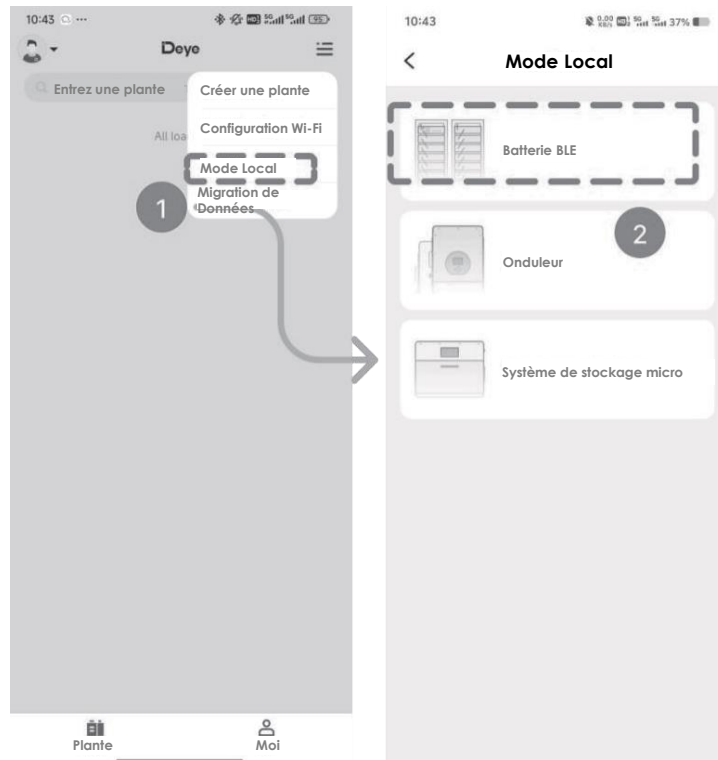 10:43
Deye
Entrez une plante
Créer une plante
All loa
Configuration Wi-Fi
Mode Local
Migration de
Données
1
Plante
Moi
10:43
37%
Mode Local
Batterie BLE
2
Onduleur
Système de stockage micro